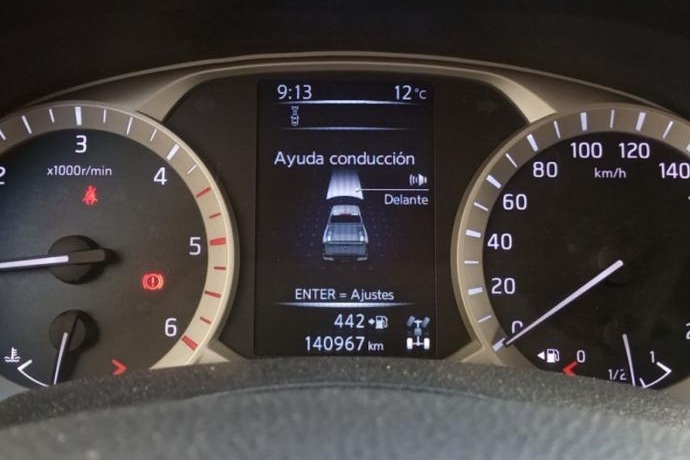 9:13 12 °C
Ayuda conducción
Delante
ENTER = Ajustes
442
140967 km
2 3 4 5 6
x1000r/min
0 20 40 60 80 100 120 140
km/h
0 1/2 1